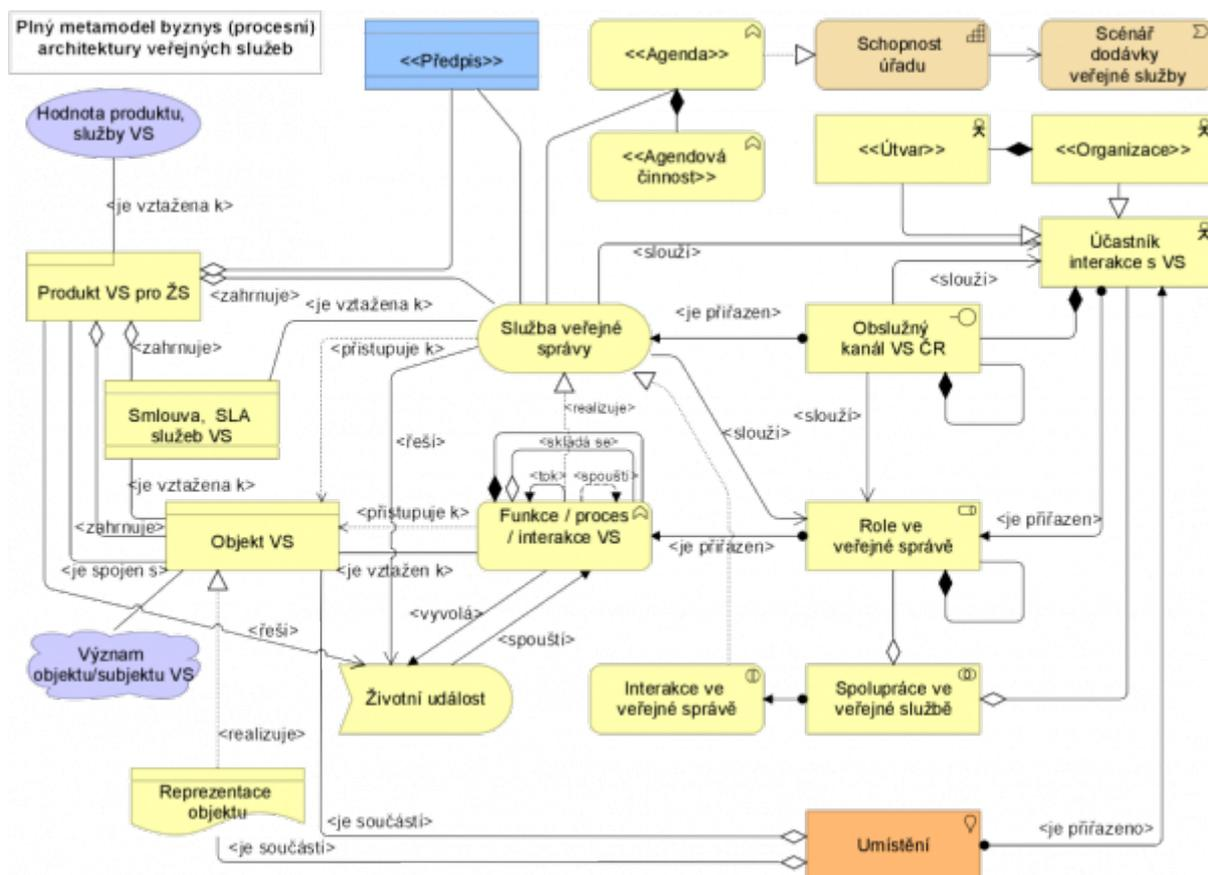 Plný metamodel byznys (procesní)
architektury veřejných služeb
<<Předpis>>
<<Agenda>>
Schopnost
úřadu
Scénář
dodávky
veřejné služby
Hodnota produktu,
služby VS
<<Agendová
činnost>>
<<Útvar>>
<<Organizace>>
<je vztažena k>
<slouží>
Účastník
interakce s VS
Produkt VS pro ŽS
<zahrnuje>
<je vztažena k>
<slouží>
Služba veřejné
správy
<je přiřazen>
Obslužný
kanál VS ČR
<zahrnuje>
<přistupuje k>
Smlouva, SLA
služeb VS
<realizuje>
<slouží>
<slouží>
<řeší>
<skládá se>
<je vztažena k>
<tok>
<spouští>
<přistupuje k>
Funkce / proces
/ interakce VS
Role ve
veřejné správě
<je přiřazen>
<zahrnuje>
Objekt VS
<je přiřazen>
<je spojen s>
<je vztažen k>
<vyvolá>
<řeší>
<spouští>
Význam
objektu/subjektu VS
Životní událost
Interakce ve
veřejné správě
Spolupráce ve
veřejné službě
<realizuje>
Reprezentace
objektu
<je součástí>
<je součástí>
Umístění
<je přiřazeno>